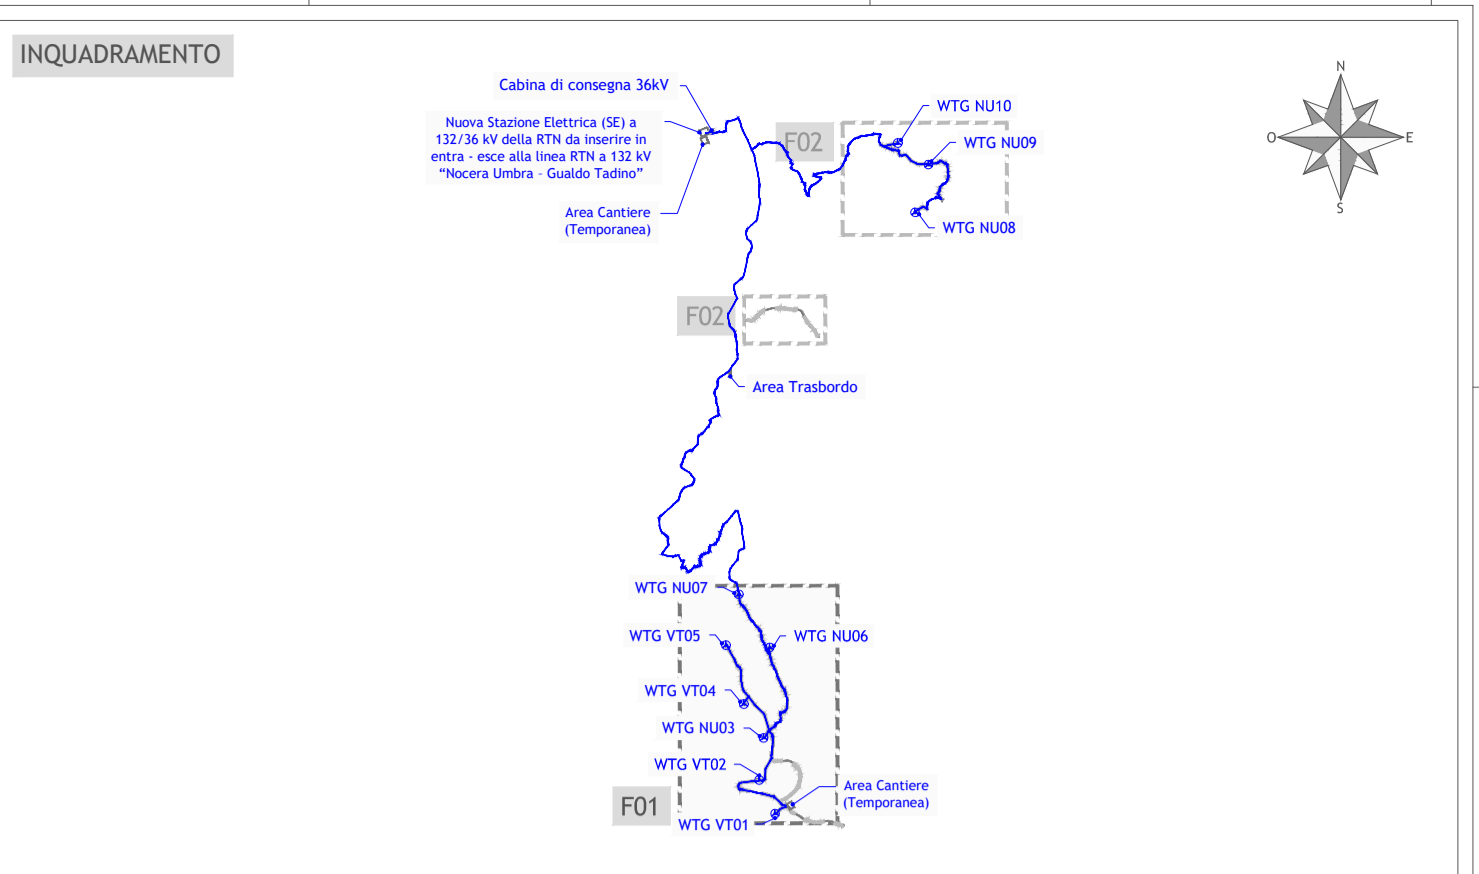 INQUADRAMENTO
Cabina di consegna 36kV
Nuova Stazione Elettrica (SE) a
132/36 kV della RTN da inserire in
entra - esce alla linea RTN a 132 kV
“Nocera Umbra - Gualdo Tadino”
Area Cantiere
(Temporanea)
F02
WTG NU10
WTG NU09
WTG NU08
N
O
E
S
F02
Area Trasbordo
WTG NU07
WTG VT05
WTG NU06
WTG VT04
WTG NU03
WTG VT02
Area Cantiere
(Temporanea)
F01
WTG VT01